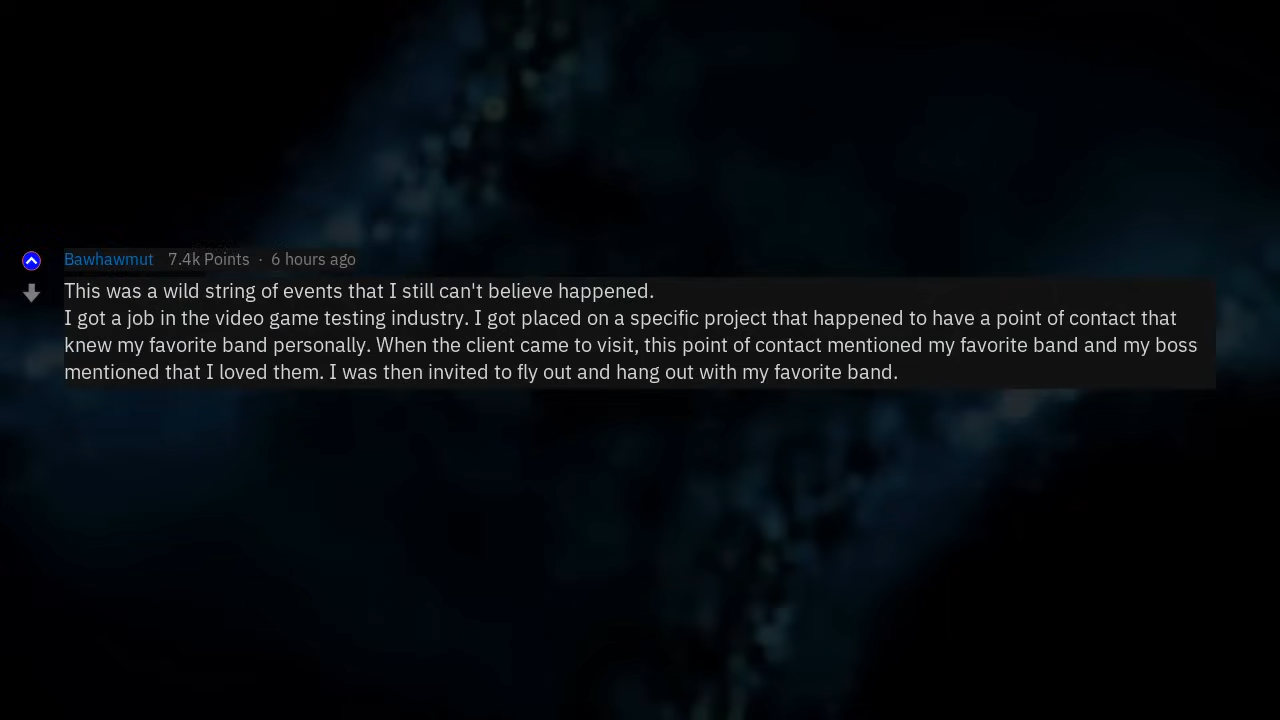 Bawhawmut 7.4k Points · 6 hours ago
This was a wild string of events that I still can't believe happened.
I got a job in the video game testing industry. I got placed on a specific project that happened to have a point of contact that
knew my favorite band personally. When the client came to visit, this point of contact mentioned my favorite band and my boss
mentioned that I loved them. I was then invited to fly out and hang out with my favorite band.